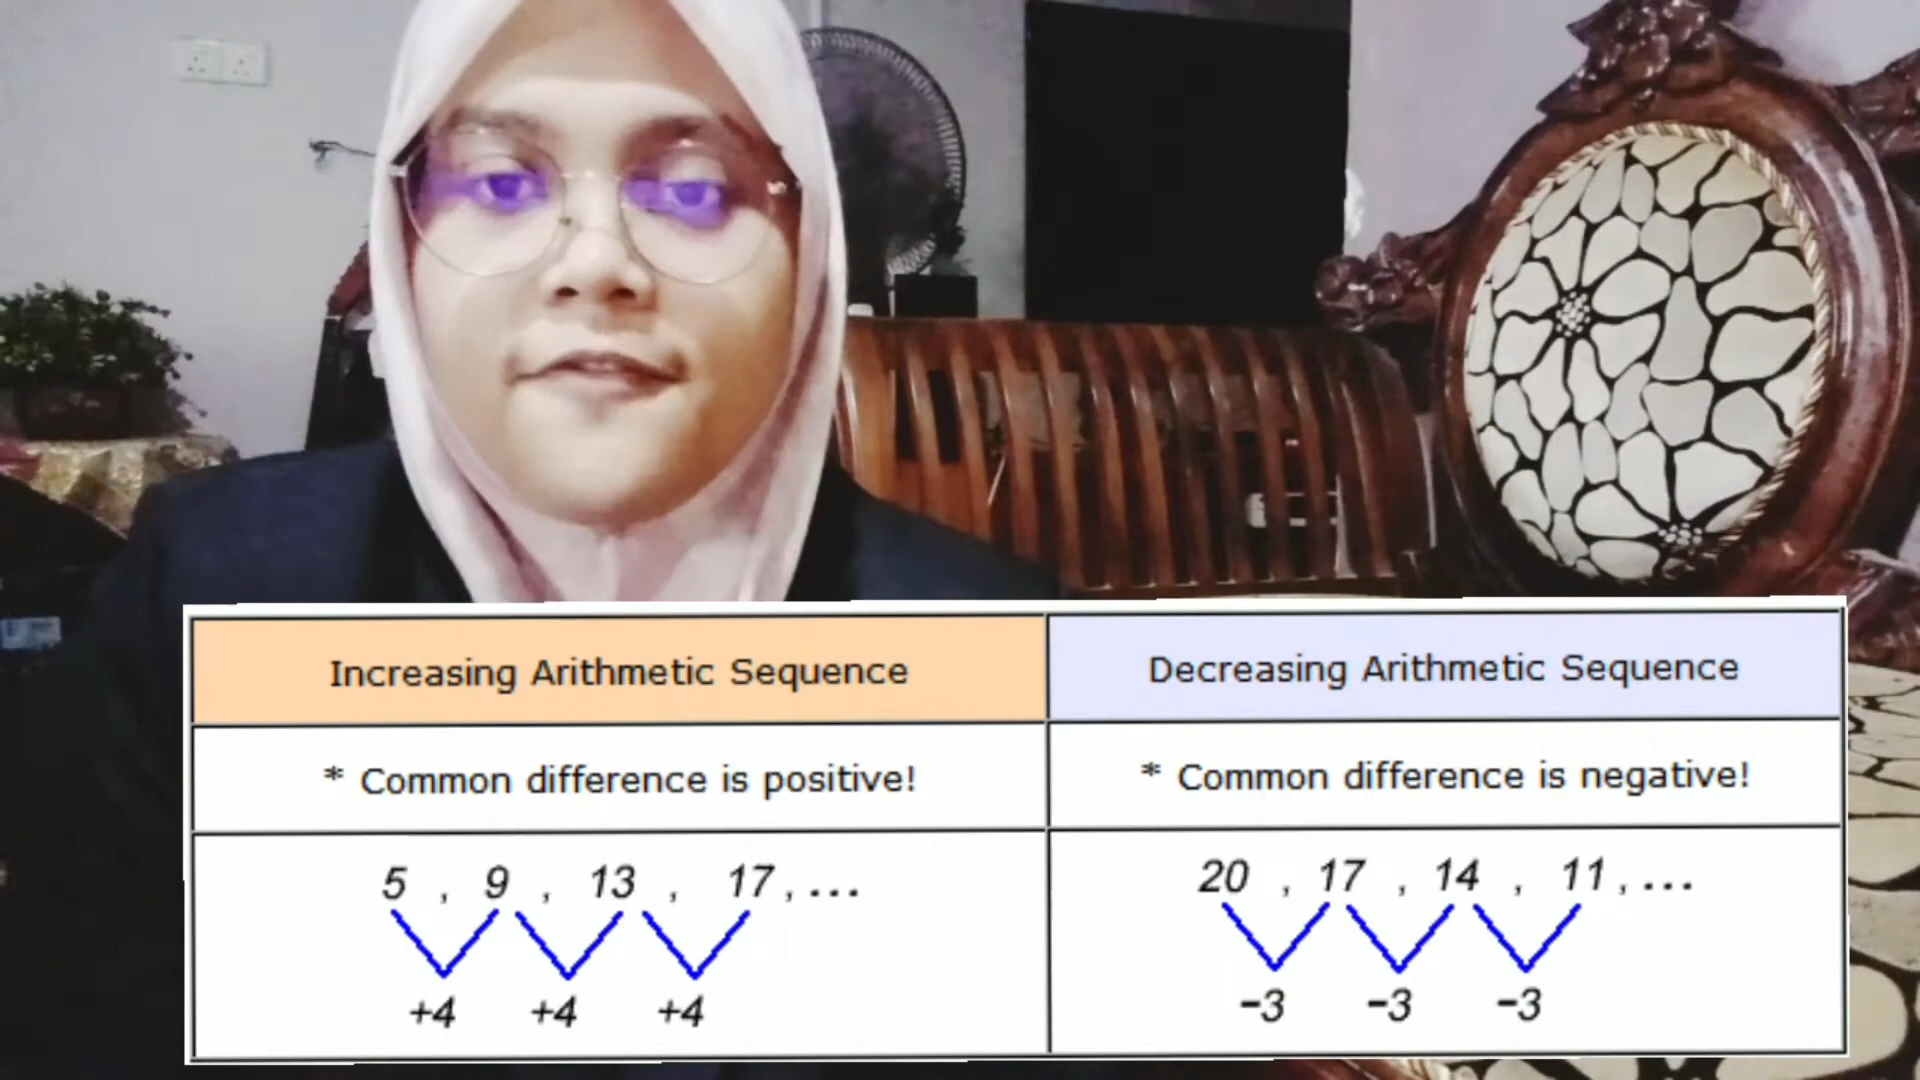 Increasing Arithmetic Sequence
Decreasing Arithmetic Sequence
* Common difference is positive!
* Common difference is negative!
5 , 9 , 13 , 17 , ...
20 , 17 , 14 , 11 , ...
+4 +4 +4
−3 −3 −3